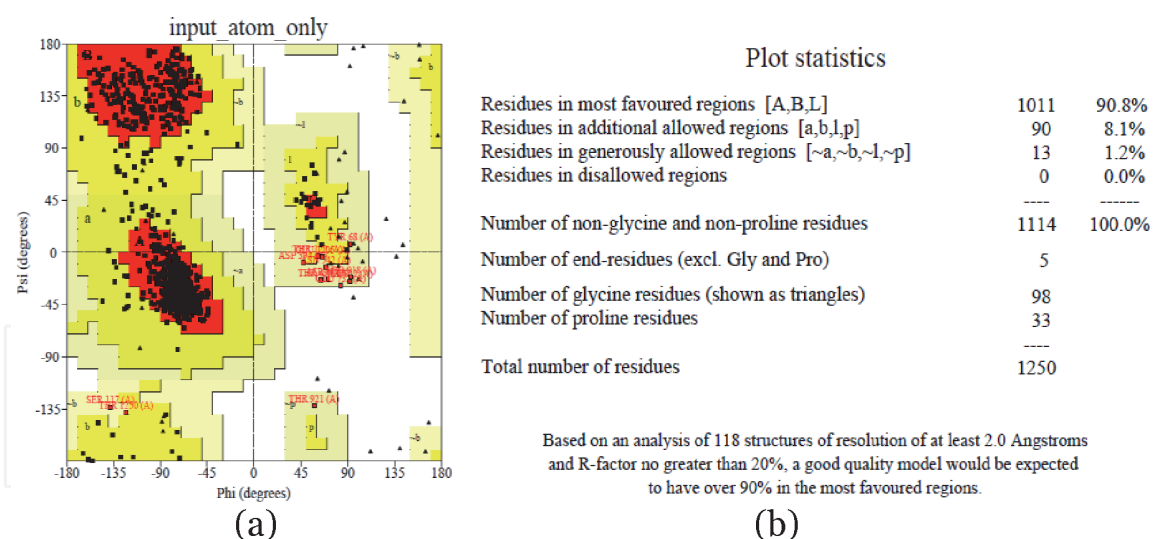 input_atom_only
180
135
90
45
0
-45
-90
-135
-180 -135 -90 -45 0 45 90 135 180
Psi (degrees)
Phi (degrees)
B
b
~b
~b
b
~l
l
a
~a
TYR 68 (A)
SER 117 (A)
THR 921 (A)
~b
b
~p
p
~b
b
(a)
Plot statistics
Residues in most favoured regions [A,B,L] 1011 90.8%
Residues in additional allowed regions [a,b,l,p] 90 8.1%
Residues in generously allowed regions [~a,~b,~l,~p] 13 1.2%
Residues in disallowed regions 0 0.0%
---- ------
Number of non-glycine and non-proline residues 1114 100.0%
Number of end-residues (excl. Gly and Pro) 5
Number of glycine residues (shown as triangles) 98
Number of proline residues 33
----
Total number of residues 1250
Based on an analysis of 118 structures of resolution of at least 2.0 Angstroms
and R-factor no greater than 20%, a good quality model would be expected
to have over 90% in the most favoured regions.
(b)